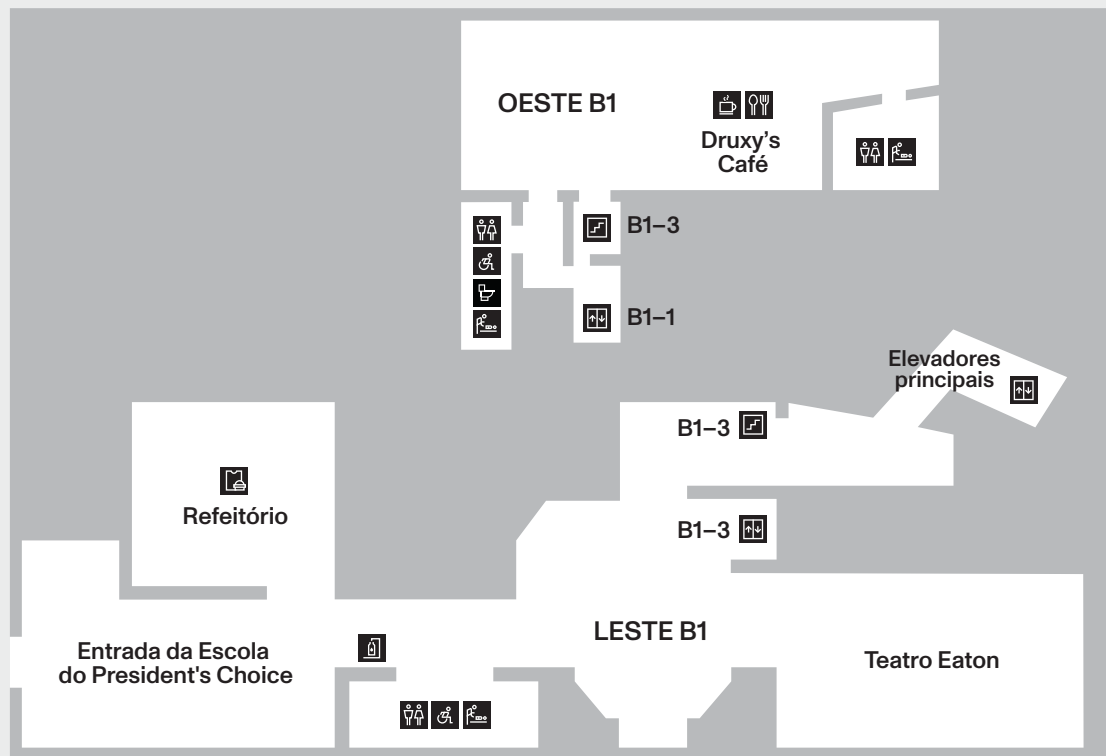 OESTE B1
Druxy's
Café
B1–3
B1–1
Elevadores
principais
B1–3
Refeitório
B1–3
LESTE B1
Entrada da Escola
do President's Choice
Teatro Eaton